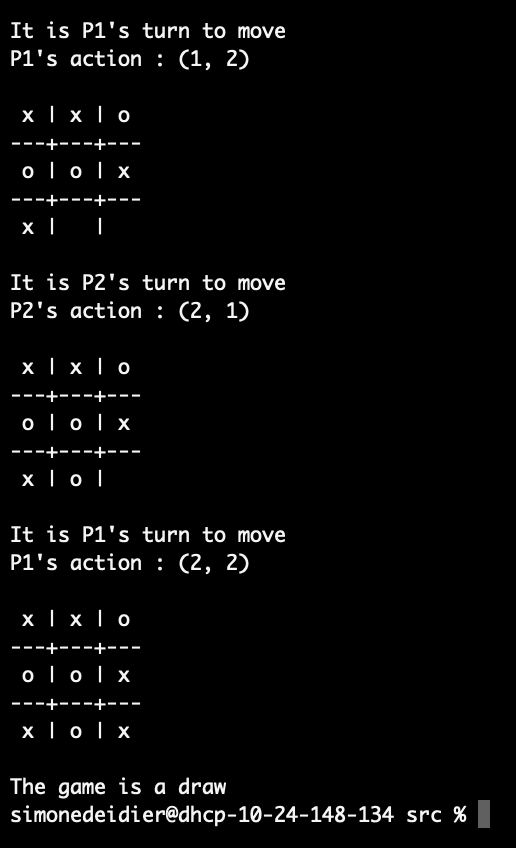 It is P1's turn to move
P1's action : (1, 2)
x | x | o
---+---+---
o | o | x
---+---+---
x |   |
It is P2's turn to move
P2's action : (2, 1)
x | x | o
---+---+---
o | o | x
---+---+---
x | o |
It is P1's turn to move
P1's action : (2, 2)
x | x | o
---+---+---
o | o | x
---+---+---
x | o | x
The game is a draw
simonedeidier@dhcp-10-24-148-134 src %